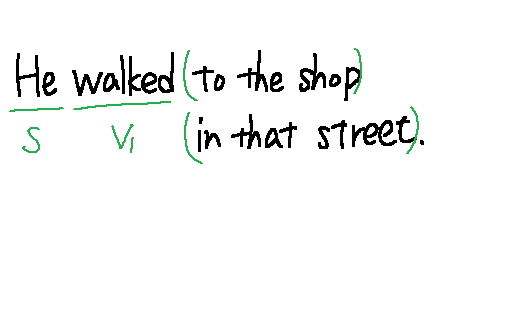 He walked (to the shop)
S V₁ (in that street).